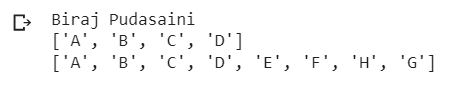 Biraj Pudasaini
['A', 'B', 'C', 'D']
['A', 'B', 'C', 'D', 'E', 'F', 'H', 'G']